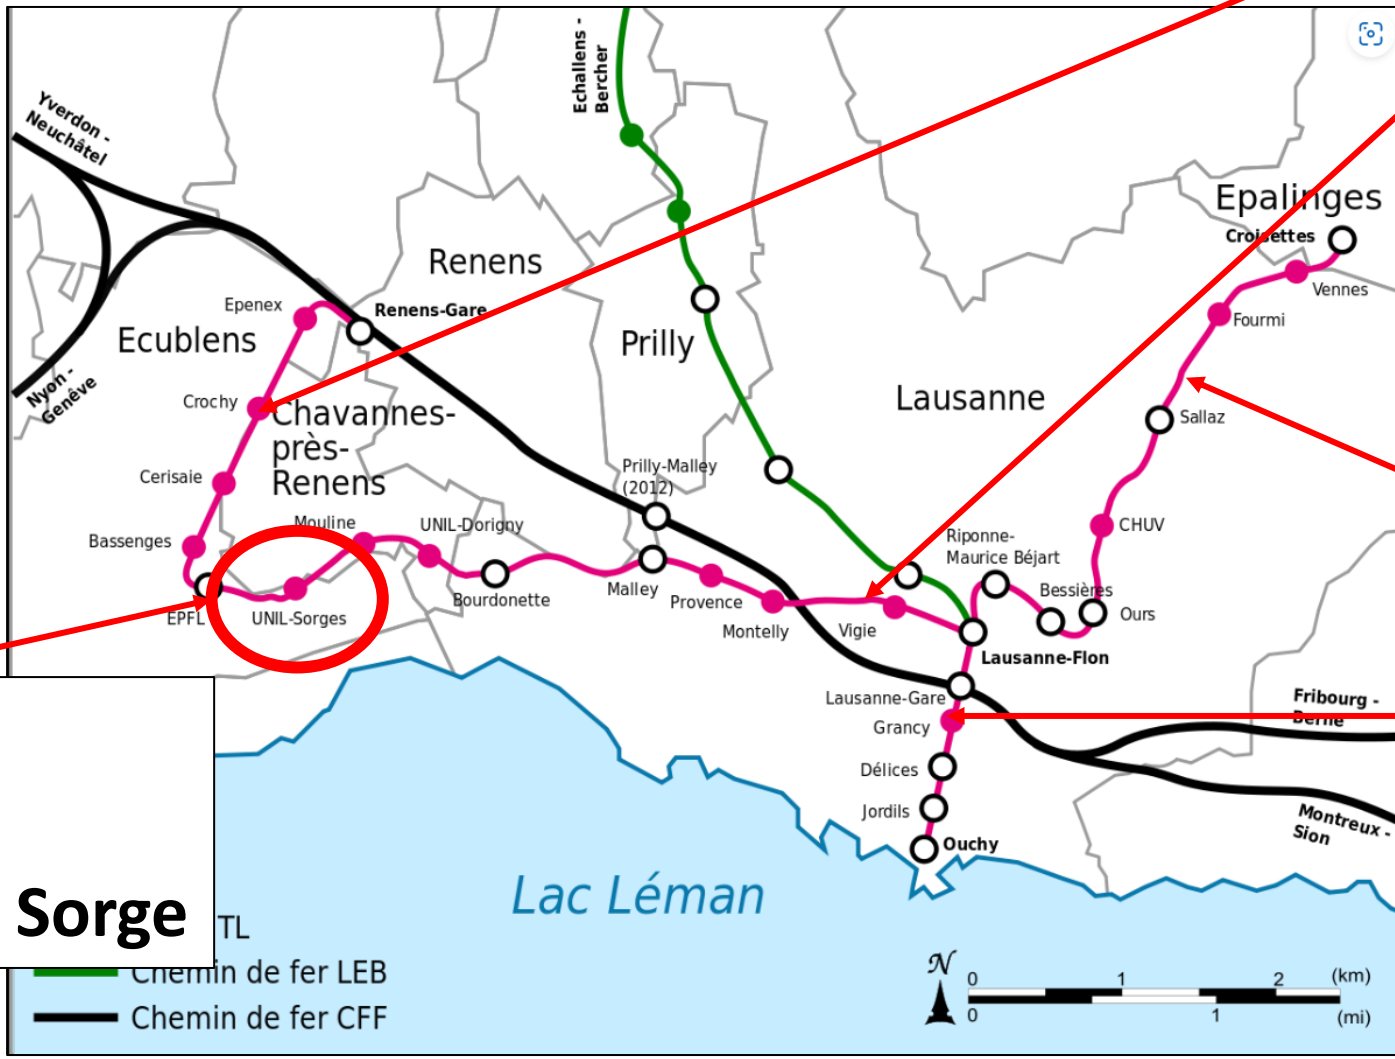 Echallens -
Bercher
Yverdon -
Neuchâtel
Epalinges
Croisettes
Renens
Vennes
Epenex
Renens-Gare
Fourmi
Ecublens
Prilly
Nyon -
Genêve
Lausanne
Crochy
Chavannes-
près-
Renens
Sallaz
Prilly-Malley
(2012)
Cerisaie
Mouline
UNIL-Dorigny
CHUV
Bassenges
Riponne-
Maurice Béjart
Bessières
Malley
Bourdonette
Provence
Ours
EPFL
UNIL-Sorges
Montelly
Vigie
Lausanne-Flon
Lausanne-Gare
Fribourg -
Berne
Grancy
Délices
Jordils
Montreux -
Sion
Ouchy
Lac Léman
Sorge
TL
Chemin de fer LEB
Chemin de fer CFF
N
0 1 2 (km)
0 1 (mi)